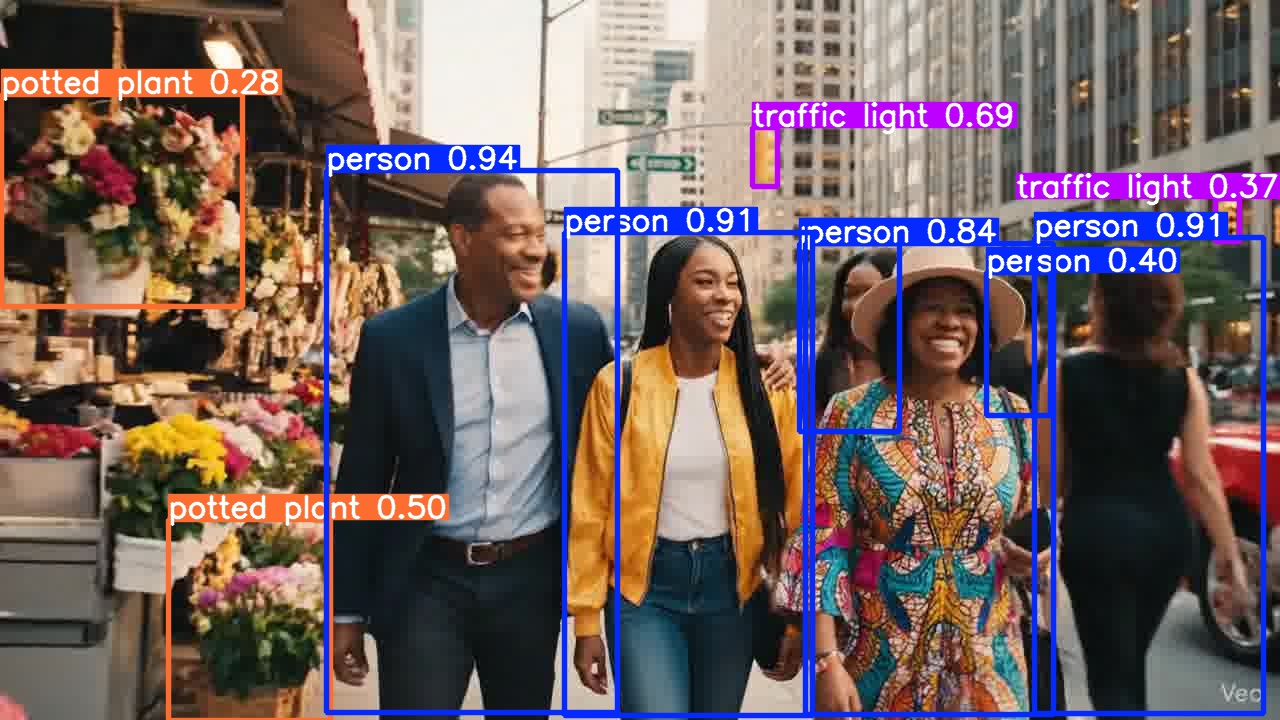 potted plant 0.28
traffic light 0.69
person 0.94
traffic light 0.37
person 0.91
person 0.84
person 0.91
person 0.40
potted plant 0.50
Veo